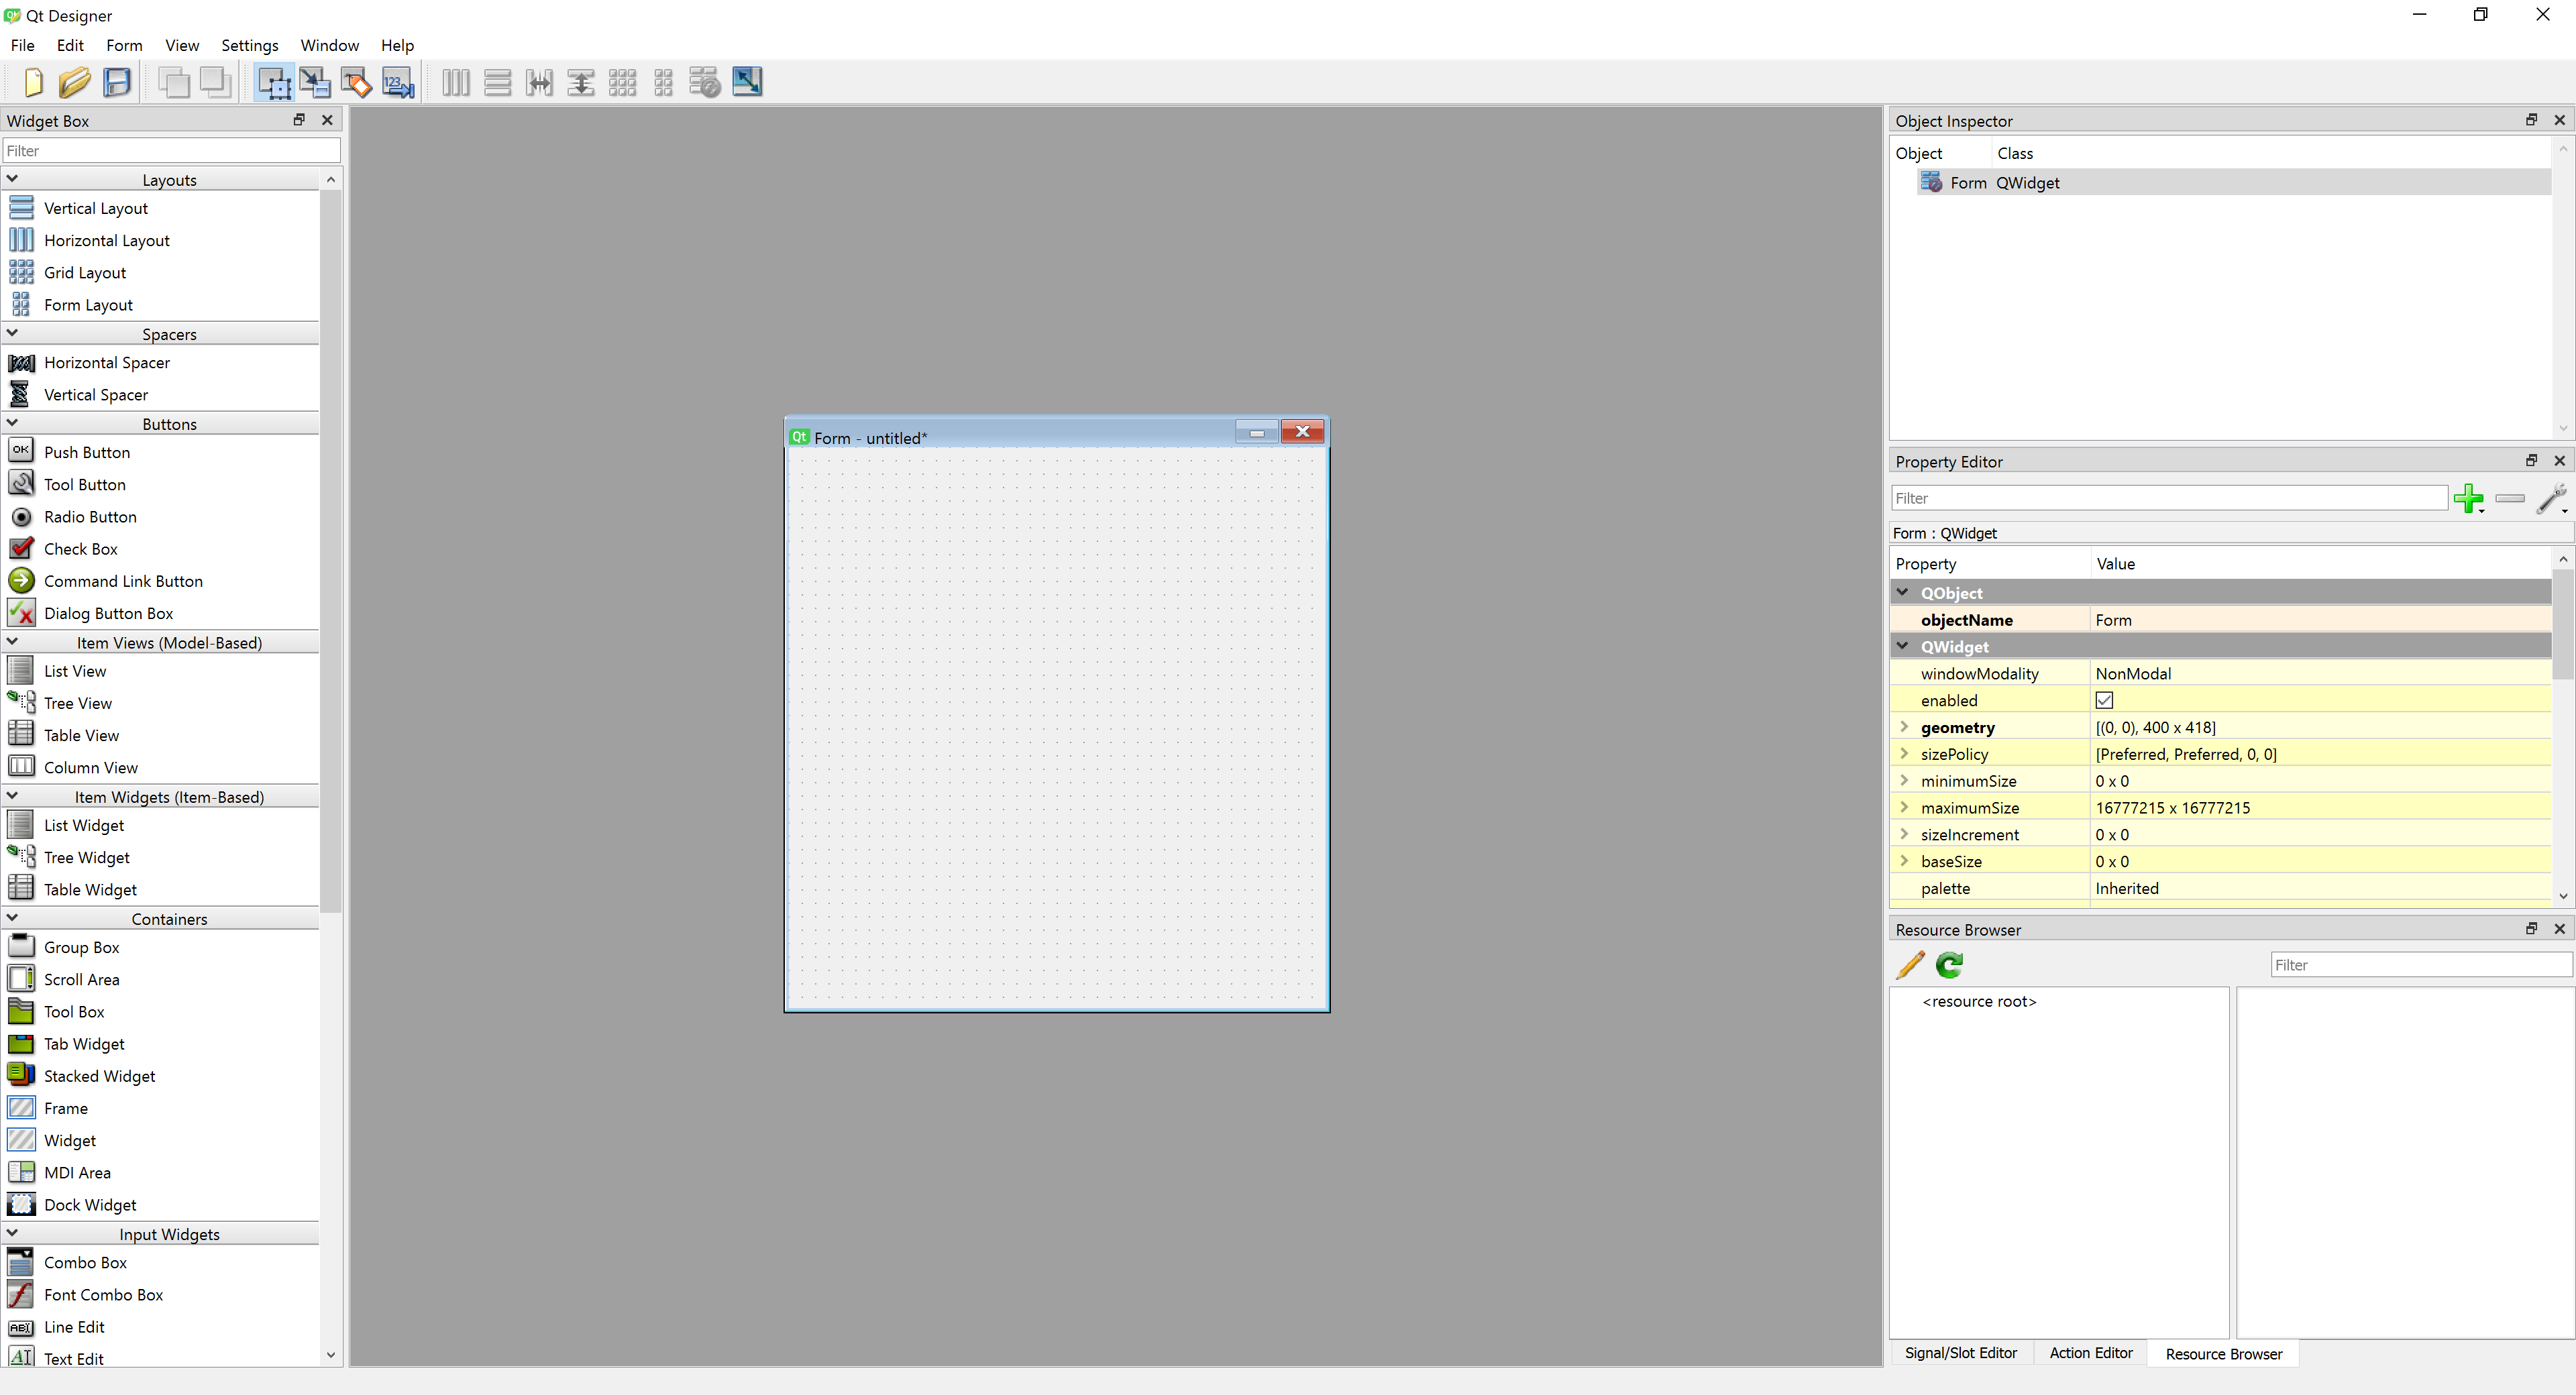 Qt Designer
File Edit Form View Settings Window Help
Widget Box
Filter
Layouts
Vertical Layout
Horizontal Layout
Grid Layout
Form Layout
Spacers
Horizontal Spacer
Vertical Spacer
Buttons
OK Push Button
Tool Button
Radio Button
Check Box
Command Link Button
Dialog Button Box
Item Views (Model-Based)
List View
Tree View
Table View
Column View
Item Widgets (Item-Based)
List Widget
Tree Widget
Table Widget
Containers
Group Box
Scroll Area
Tool Box
Tab Widget
Stacked Widget
Frame
Widget
MDI Area
Dock Widget
Input Widgets
Combo Box
Font Combo Box
Line Edit
Text Edit
Qt Form - untitled*
Object Inspector
Object Class
Form QWidget
Property Editor
Filter
Form : QWidget
Property Value
QObject
objectName Form
QWidget
windowModality NonModal
enabled
geometry [(0, 0), 400 x 418]
sizePolicy [Preferred, Preferred, 0, 0]
minimumSize 0 x 0
maximumSize 16777215 x 16777215
sizeIncrement 0 x 0
baseSize 0 x 0
palette Inherited
Resource Browser
Filter
<resource root>
Signal/Slot Editor Action Editor Resource Browser